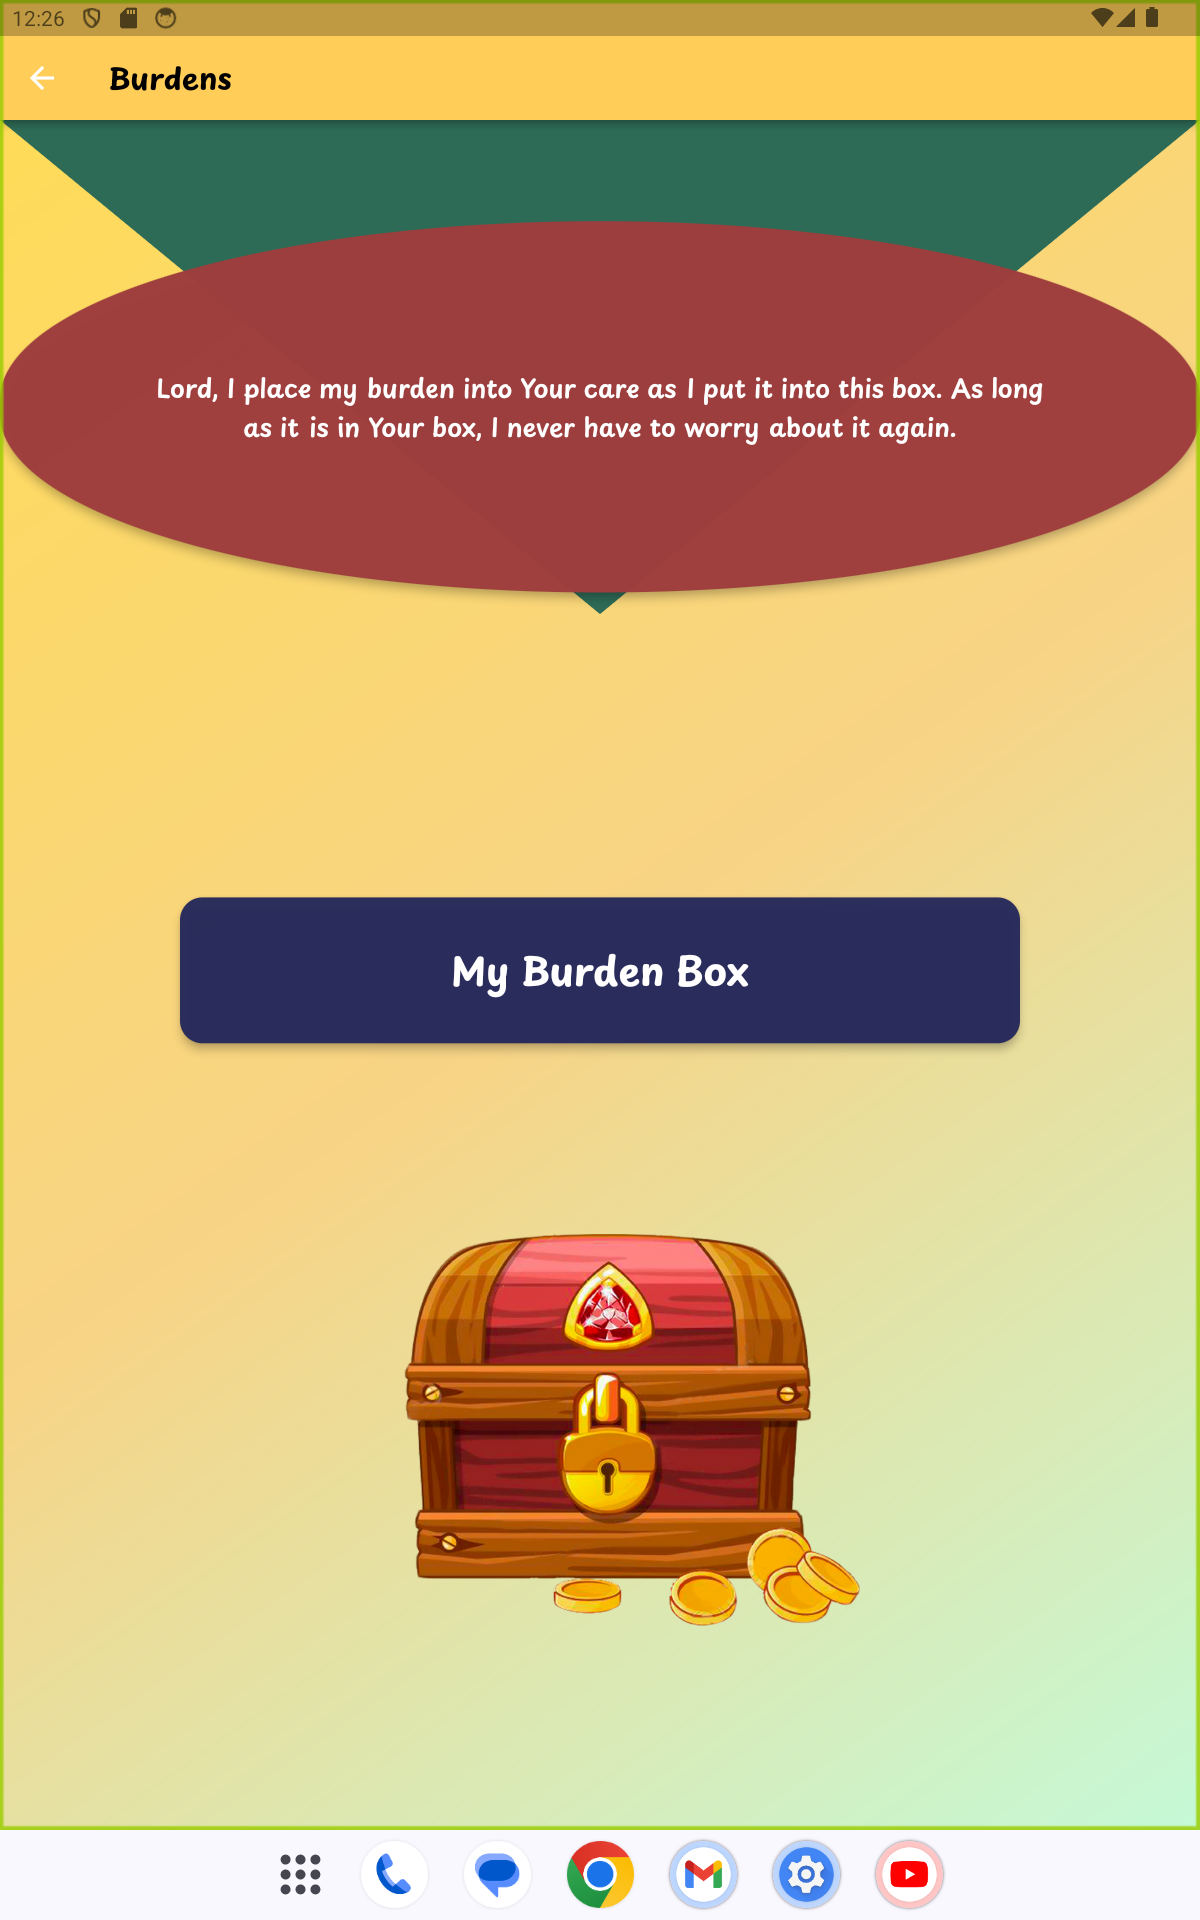 12:26
Burdens
Lord, I place my burden into Your care as I put it into this box. As long
as it is in Your box, I never have to worry about it again.
My Burden Box